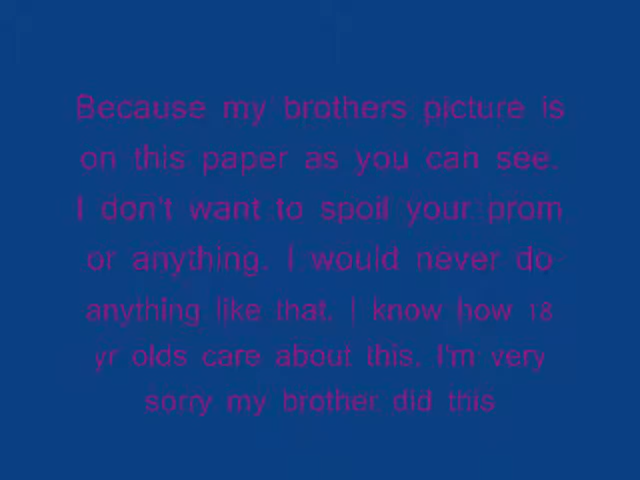 Because my brothers picture is
on this paper as you can see.
I don't want to spoil your prom
or anything. I would never do
anything like that. I know how 18
yr olds care about this. I'm very
sorry my brother did this